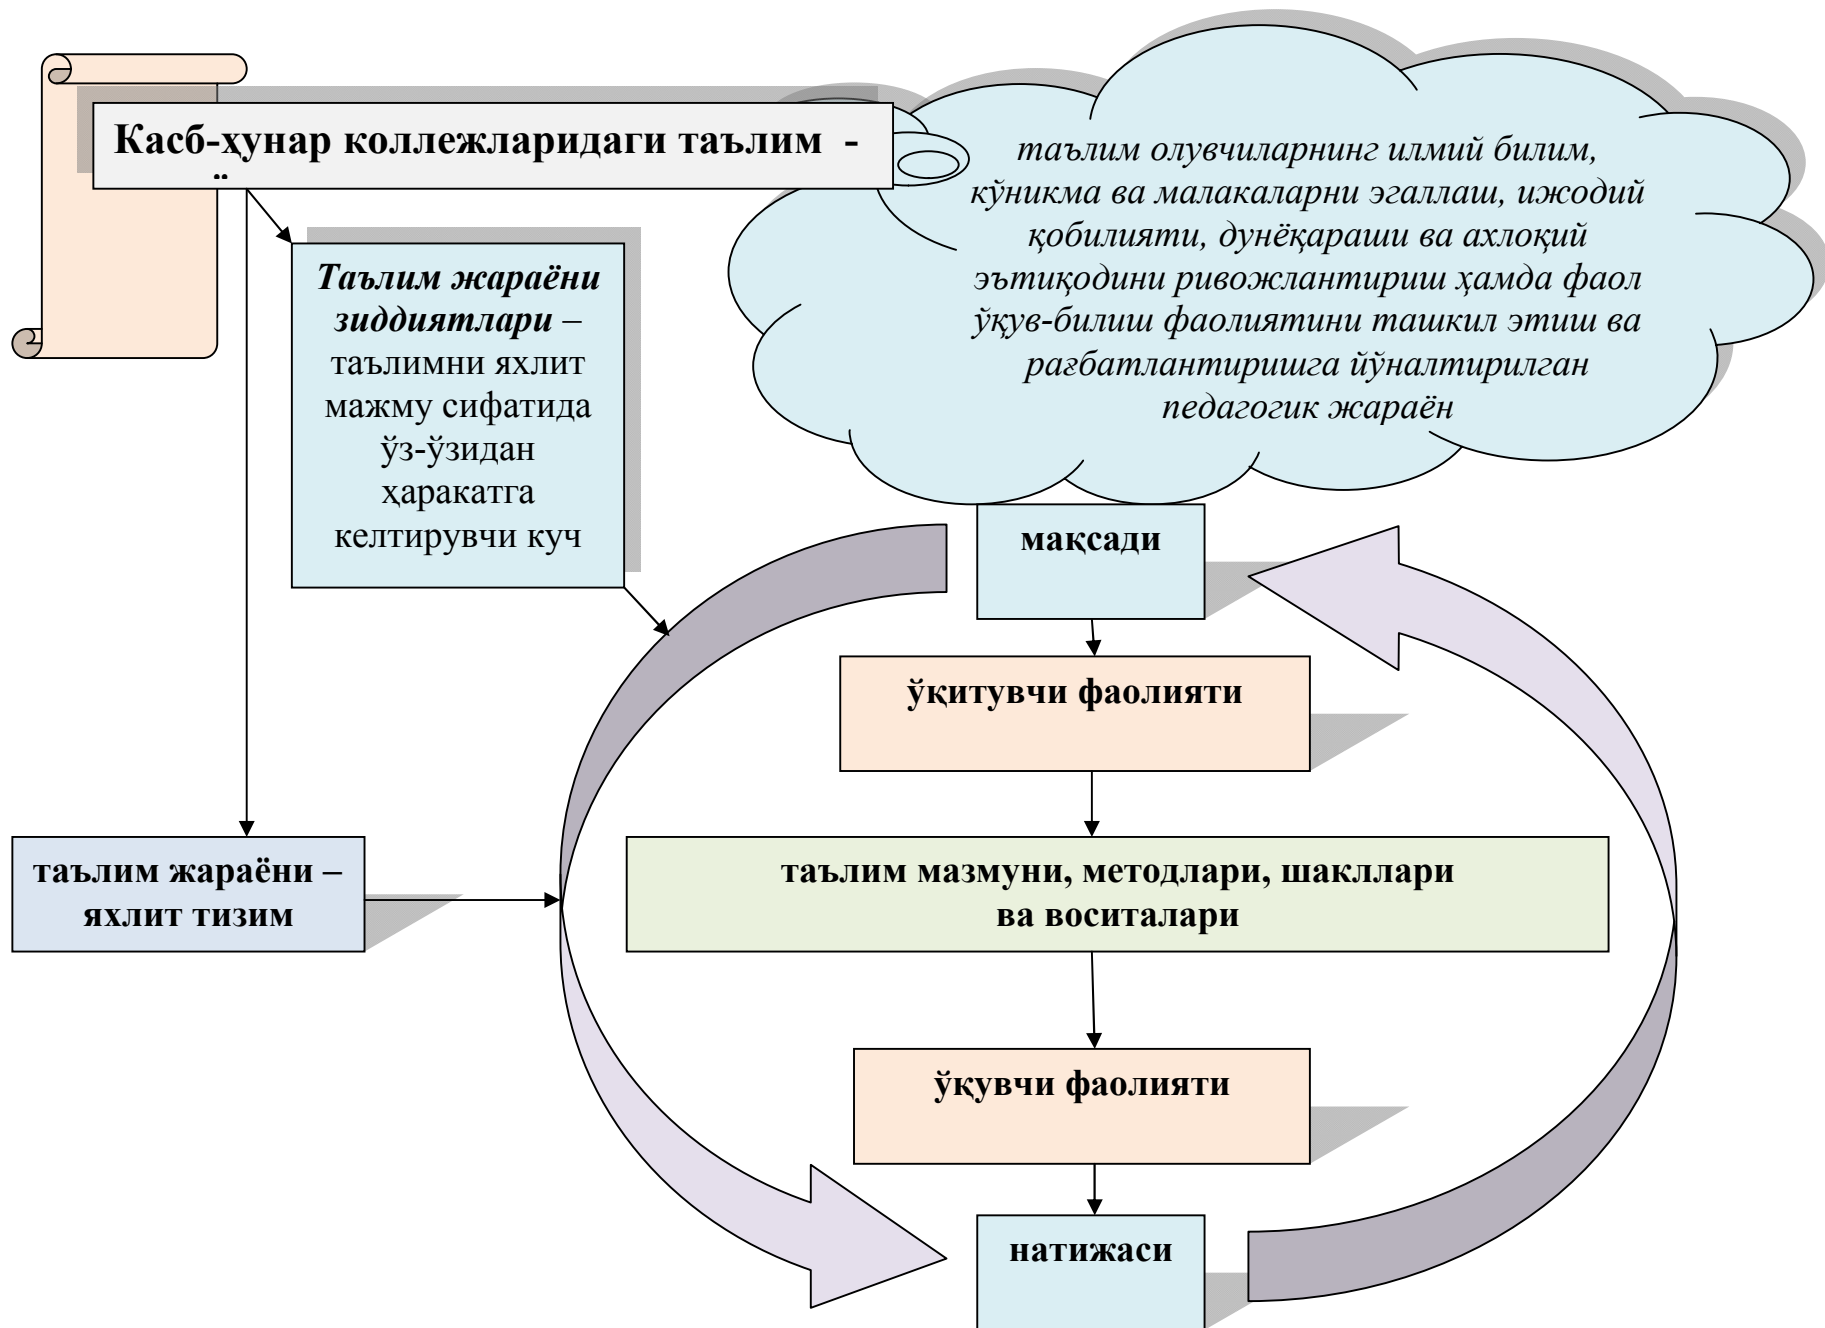 Касб-ҳунар коллежларидаги таълим -
таълим олувчиларнинг илмий билим,
кўникма ва малакаларни эгаллаш, ижодий
қобилияти, дунёқараши ва ахлоқий
эътиқодини ривожлантириш ҳамда фаол
ўқув-билиш фаолиятини ташкил этиш ва
рағбатлантиришга йўналтирилган
педагогик жараён
Таълим жараёни
зиддиятлари –
таълимни яхлит
мажму сифатида
ўз-ўзидан
ҳаракатга
келтирувчи куч
мақсади
ўқитувчи фаолияти
таълим жараёни –
яхлит тизим
таълим мазмуни, методлари, шакллари
ва воситалари
ўқувчи фаолияти
натижаси